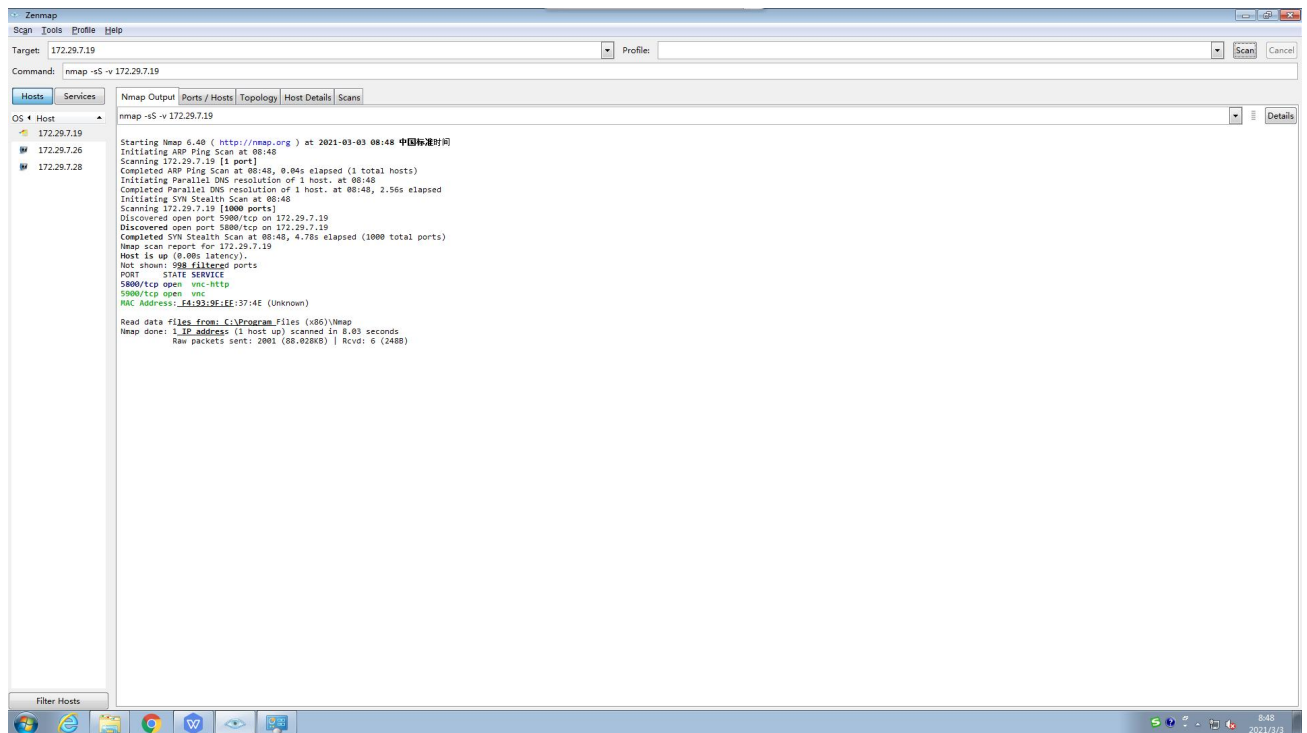 Zenmap
Scan Tools Profile Help
Target: 172.29.7.19 Profile: Scan Cancel
Command: nmap -sS -v 172.29.7.19
Hosts Services Nmap Output Ports / Hosts Topology Host Details Scans
OS Host nmap -sS -v 172.29.7.19 Details
172.29.7.19
172.29.7.26
172.29.7.28
Starting Nmap 6.40 ( http://nmap.org ) at 2021-03-03 08:48 中国标准时间
Initiating ARP Ping Scan at 08:48
Scanning 172.29.7.19 [1 port]
Completed ARP Ping Scan at 08:48, 0.04s elapsed (1 total hosts)
Initiating Parallel DNS resolution of 1 host. at 08:48
Completed Parallel DNS resolution of 1 host. at 08:48, 2.56s elapsed
Initiating SYN Stealth Scan at 08:48
Scanning 172.29.7.19 [1000 ports]
Discovered open port 5900/tcp on 172.29.7.19
Discovered open port 5800/tcp on 172.29.7.19
Completed SYN Stealth Scan at 08:48, 4.78s elapsed (1000 total ports)
Nmap scan report for 172.29.7.19
Host is up (0.00s latency).
Not shown: 998 filtered ports
PORT STATE SERVICE
5800/tcp open vnc-http
5900/tcp open vnc
MAC Address: F4:93:9F:EF:37:4E (Unknown)
Read data files from: C:\Program Files (x86)\Nmap
Nmap done: 1 IP address (1 host up) scanned in 8.03 seconds
Raw packets sent: 2001 (88.028KB) | Rcvd: 6 (248B)
Filter Hosts
8:48
2021/3/3